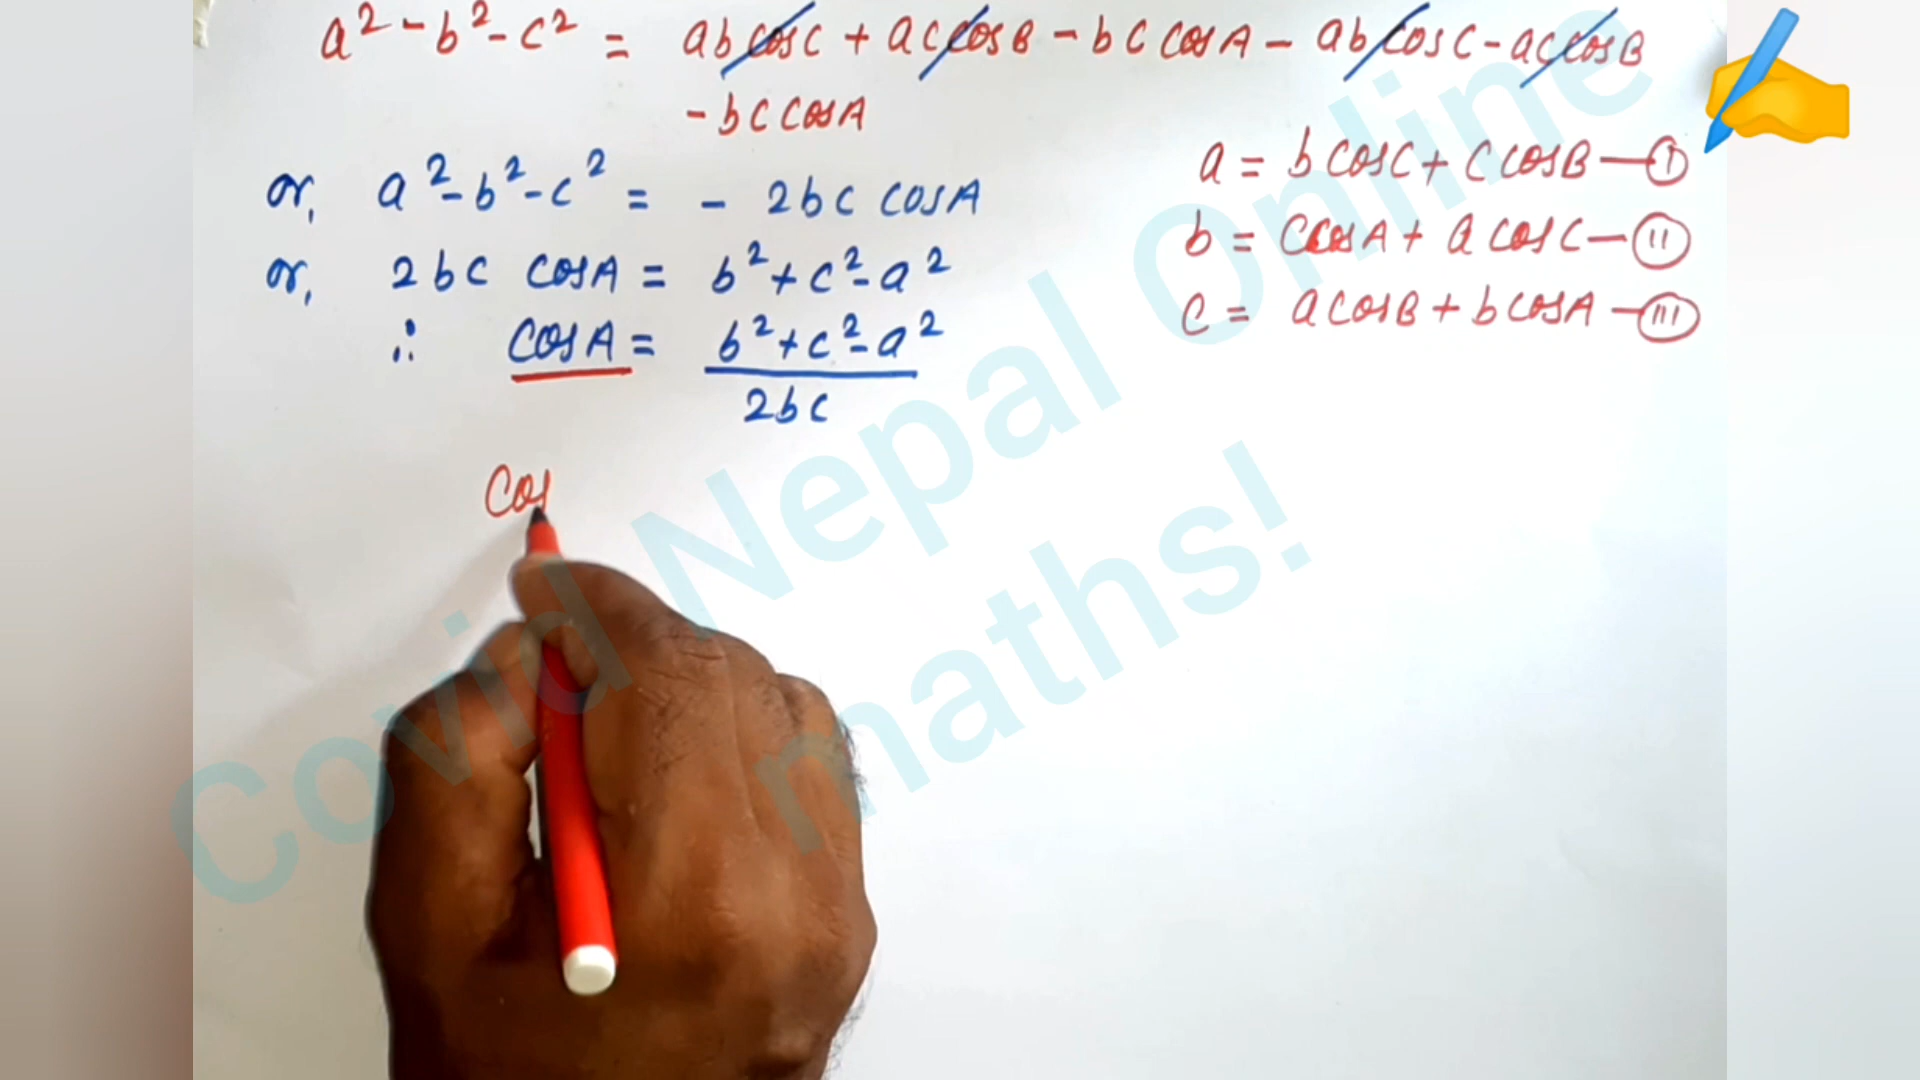 a² - b² - c² = ab cosC + ac cosB - bc cosA - ab cosC - ac cosB
- bc cosA
or, a² - b² - c² = - 2bc cosA
or, 2bc cosA = b² + c² - a²
∴ cosA = b² + c² - a²
2bc
Cos
a = b cosC + c cosB — I
b = c cosA + a cosC — II
c = a cosB + b cosA — III
Covid Nepal Online
maths!